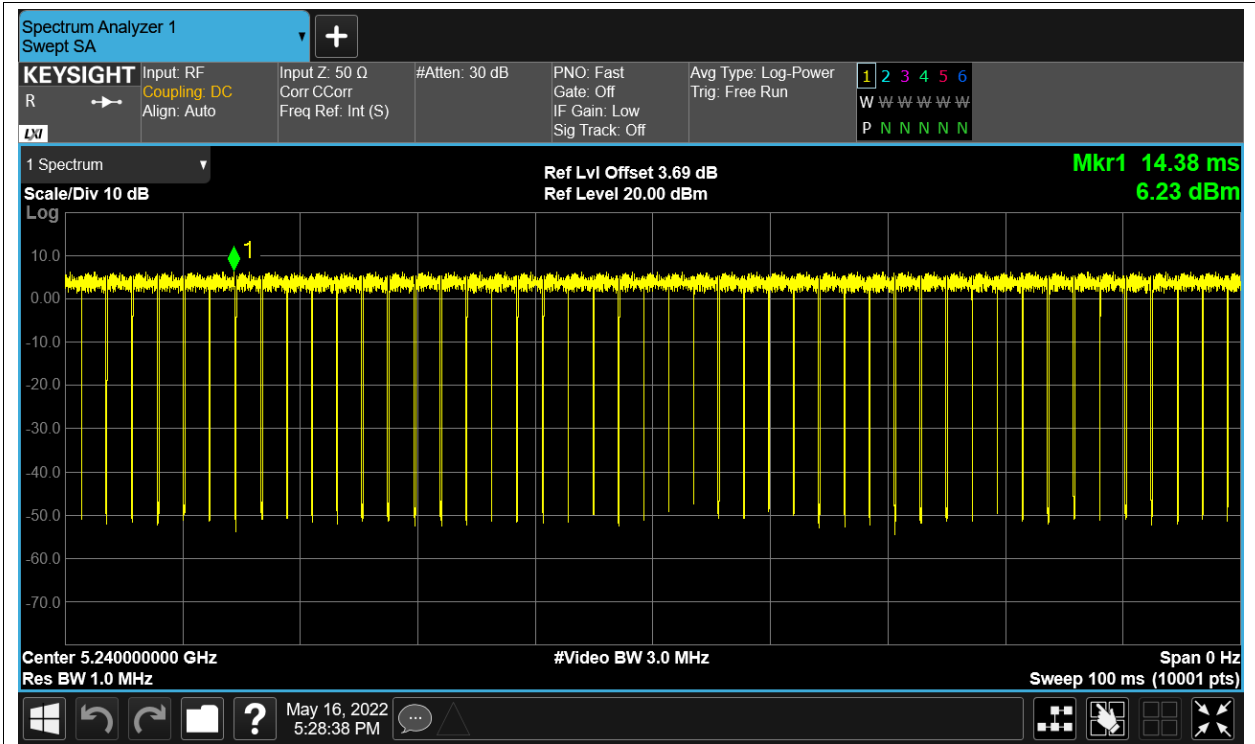 Spectrum Analyzer 1
Swept SA
▼
+
KEYSIGHT
R
LXI
Input: RF
Coupling: DC
Align: Auto
Input Z: 50 Ω
Corr CCorr
Freq Ref: Int (S)
#Atten: 30 dB
PNO: Fast
Gate: Off
IF Gain: Low
Sig Track: Off
Avg Type: Log-Power
Trig: Free Run
1 2 3 4 5 6
W W W W W W
P N N N N N
1 Spectrum ▼
Scale/Div 10 dB
Log
Ref Lvl Offset 3.69 dB
Ref Level 20.00 dBm
Mkr1 14.38 ms
6.23 dBm
1
10.0
0.00
-10.0
-20.0
-30.0
-40.0
-50.0
-60.0
-70.0
Center 5.240000000 GHz
Res BW 1.0 MHz
#Video BW 3.0 MHz
Span 0 Hz
Sweep 100 ms (10001 pts)
?
May 16, 2022
5:28:38 PM